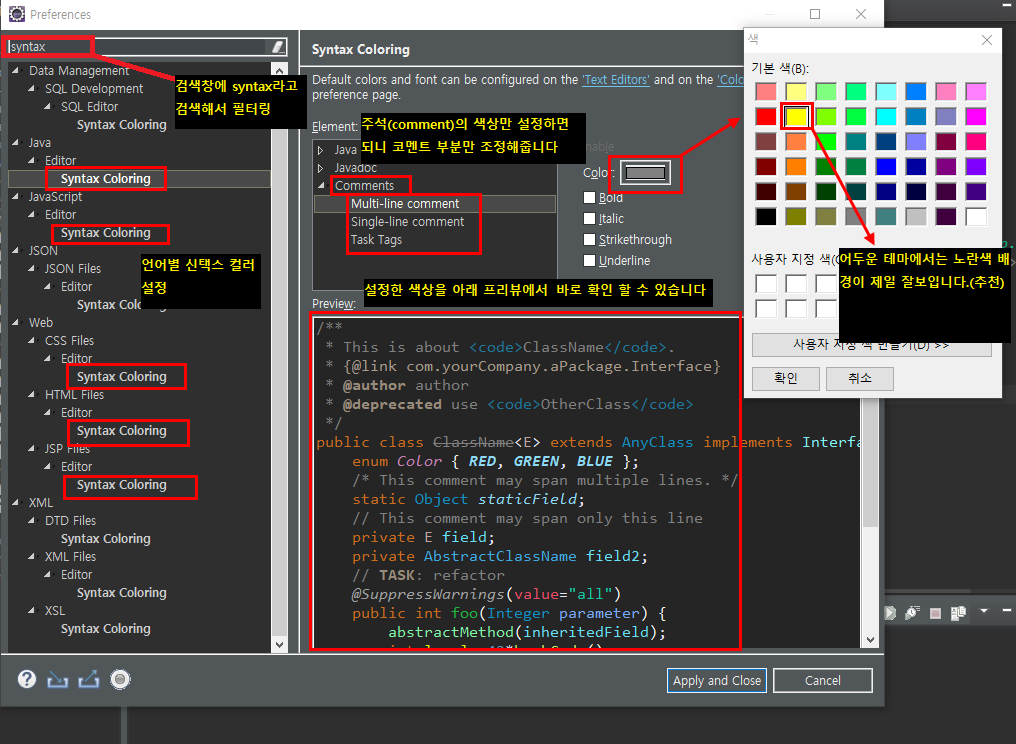 Preferences
syntax
Data Management
SQL Development
SQL Editor
Syntax Coloring
Java
Editor
Syntax Coloring
JavaScript
Editor
Syntax Coloring
JSON
JSON Files
Editor
Web
CSS Files
Editor
Syntax Coloring
HTML Files
Editor
Syntax Coloring
JSP Files
Editor
Syntax Coloring
XML
DTD Files
Syntax Coloring
XML Files
Editor
Syntax Coloring
XSL
Syntax Coloring
검색창에 syntax라고
검색해서 필터링
언어별 신택스 컬러
설정
Syntax Coloring
Default colors and font can be configured on the 'Text Editors' and on the
preference page.
Element:
주석(comment)의 색상만 설정하면
되니 코멘트 부분만 조정해줍니다
Java
Javadoc
Comments
Multi-line comment
Single-line comment
Task Tags
Color:
Bold
Italic
Strikethrough
Underline
설정한 색상을 아래 프리뷰에서 바로 확인 할 수 있습니다
Preview:
/**
* This is about <code>ClassName</code>.
* {@link com.yourCompany.aPackage.Interface}
* @author author
* @deprecated use <code>OtherClass</code>
*/
public class ClassName<E> extends AnyClass implements Interfa
enum Color { RED, GREEN, BLUE };
/* This comment may span multiple lines. */
static Object staticField;
// This comment may span only this line
private E field;
private AbstractClassName field2;
// TASK: refactor
@SuppressWarnings(value="all")
public int foo(Integer parameter) {
abstractMethod(inheritedField);
Apply and Close
Cancel
색
기본 색(B):
사용자 지정 색
어두운 테마에서는 노란색 배
경이 제일 잘보입니다.(추천)
사용자 지정 색 만들기(D) >>
확인
취소